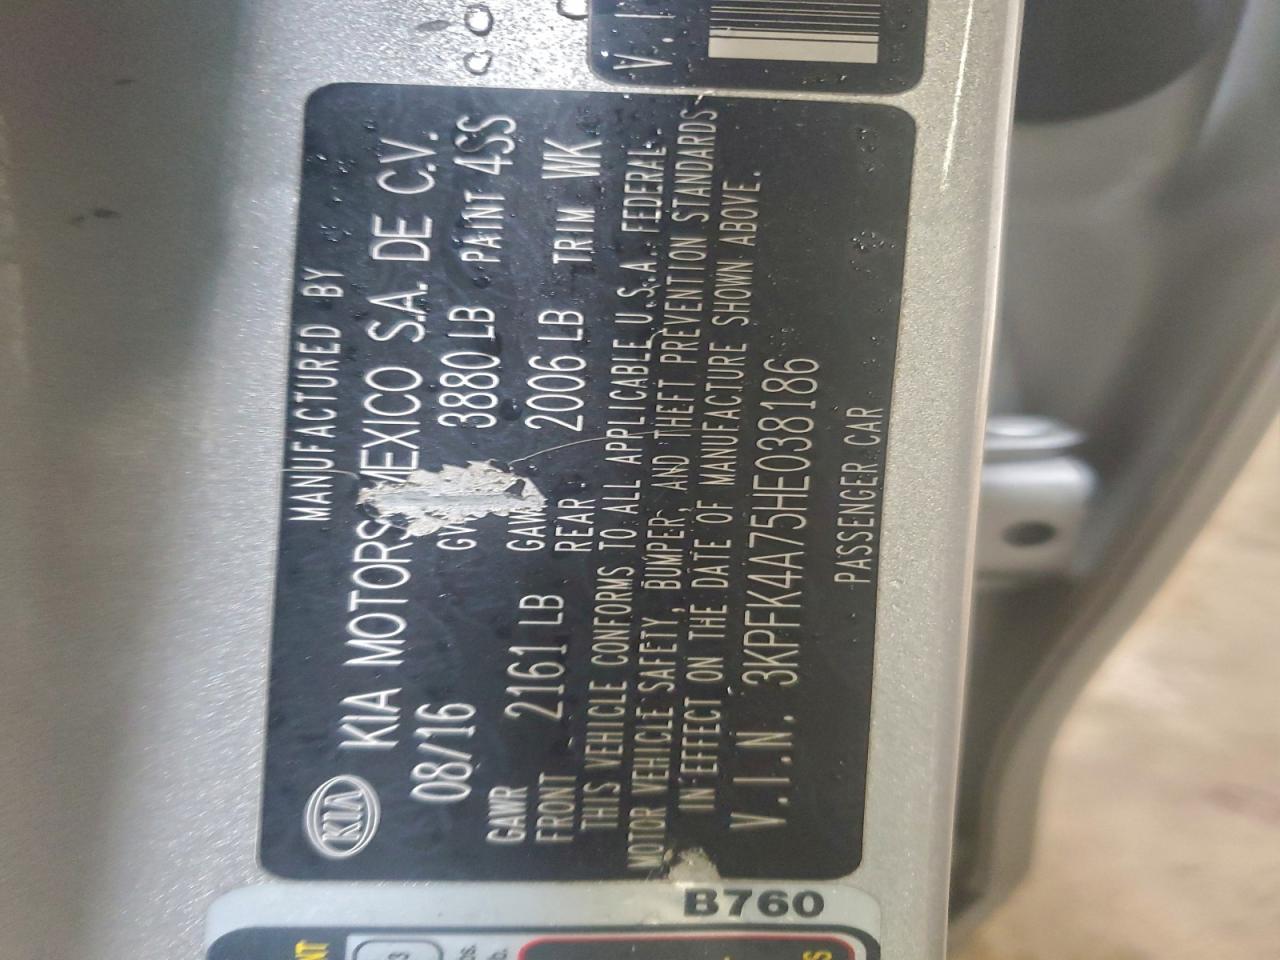 V.I
MANUFACTURED BY
KIA KIA MOTORS MEXICO S.A. DE C.V.
08/16 3880 LB PAINT 4SS
GAWR FRONT 2161 LB REAR 2006 LB TRIM WK
THIS VEHICLE CONFORMS TO ALL APPLICABLE U.S.A. FEDERAL
MOTOR VEHICLE SAFETY, BUMPER, AND THEFT PREVENTION STANDARDS
IN EFFECT ON THE DATE OF MANUFACTURE SHOWN ABOVE.
V.I.N. 3KPFK4A75HE038186
PASSENGER CAR
B760